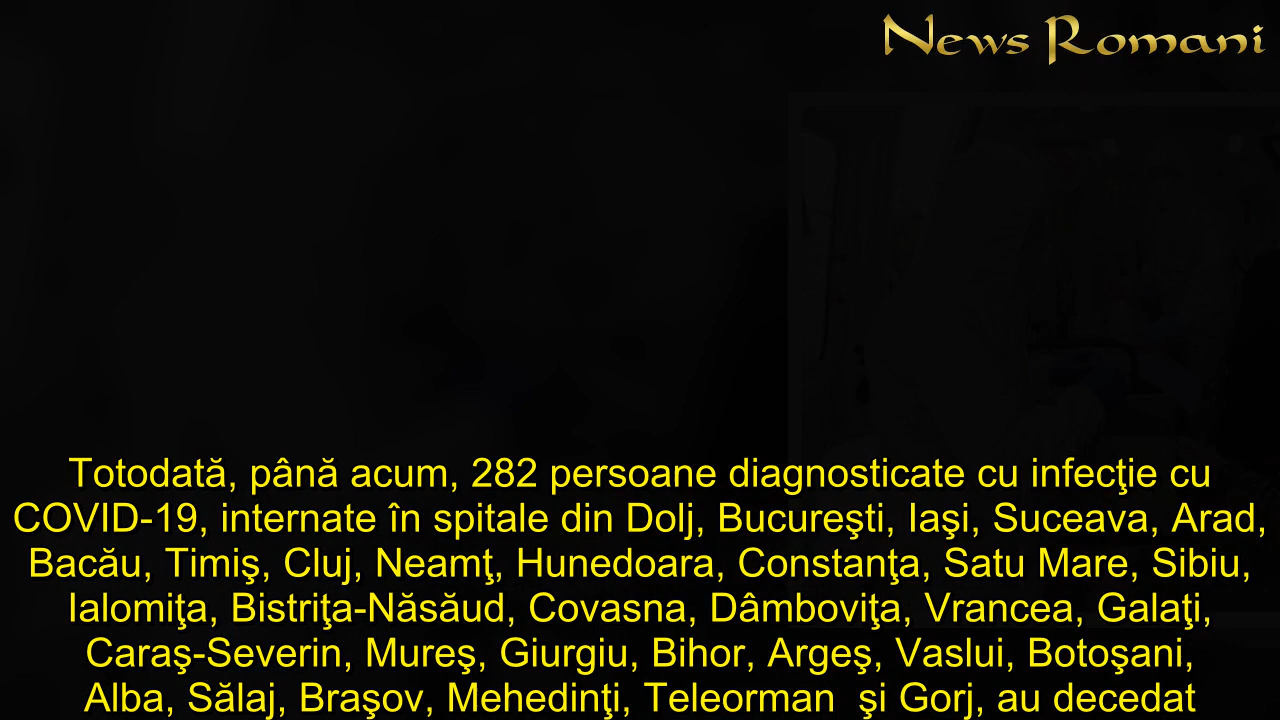 News Romani
Totodată, până acum, 282 persoane diagnosticate cu infecţie cu
COVID-19, internate în spitale din Dolj, Bucureşti, Iaşi, Suceava, Arad,
Bacău, Timiş, Cluj, Neamţ, Hunedoara, Constanţa, Satu Mare, Sibiu,
Ialomiţa, Bistriţa-Năsăud, Covasna, Dâmboviţa, Vrancea, Galaţi,
Caraş-Severin, Mureş, Giurgiu, Bihor, Argeş, Vaslui, Botoşani,
Alba, Sălaj, Braşov, Mehedinţi, Teleorman  şi Gorj, au decedat